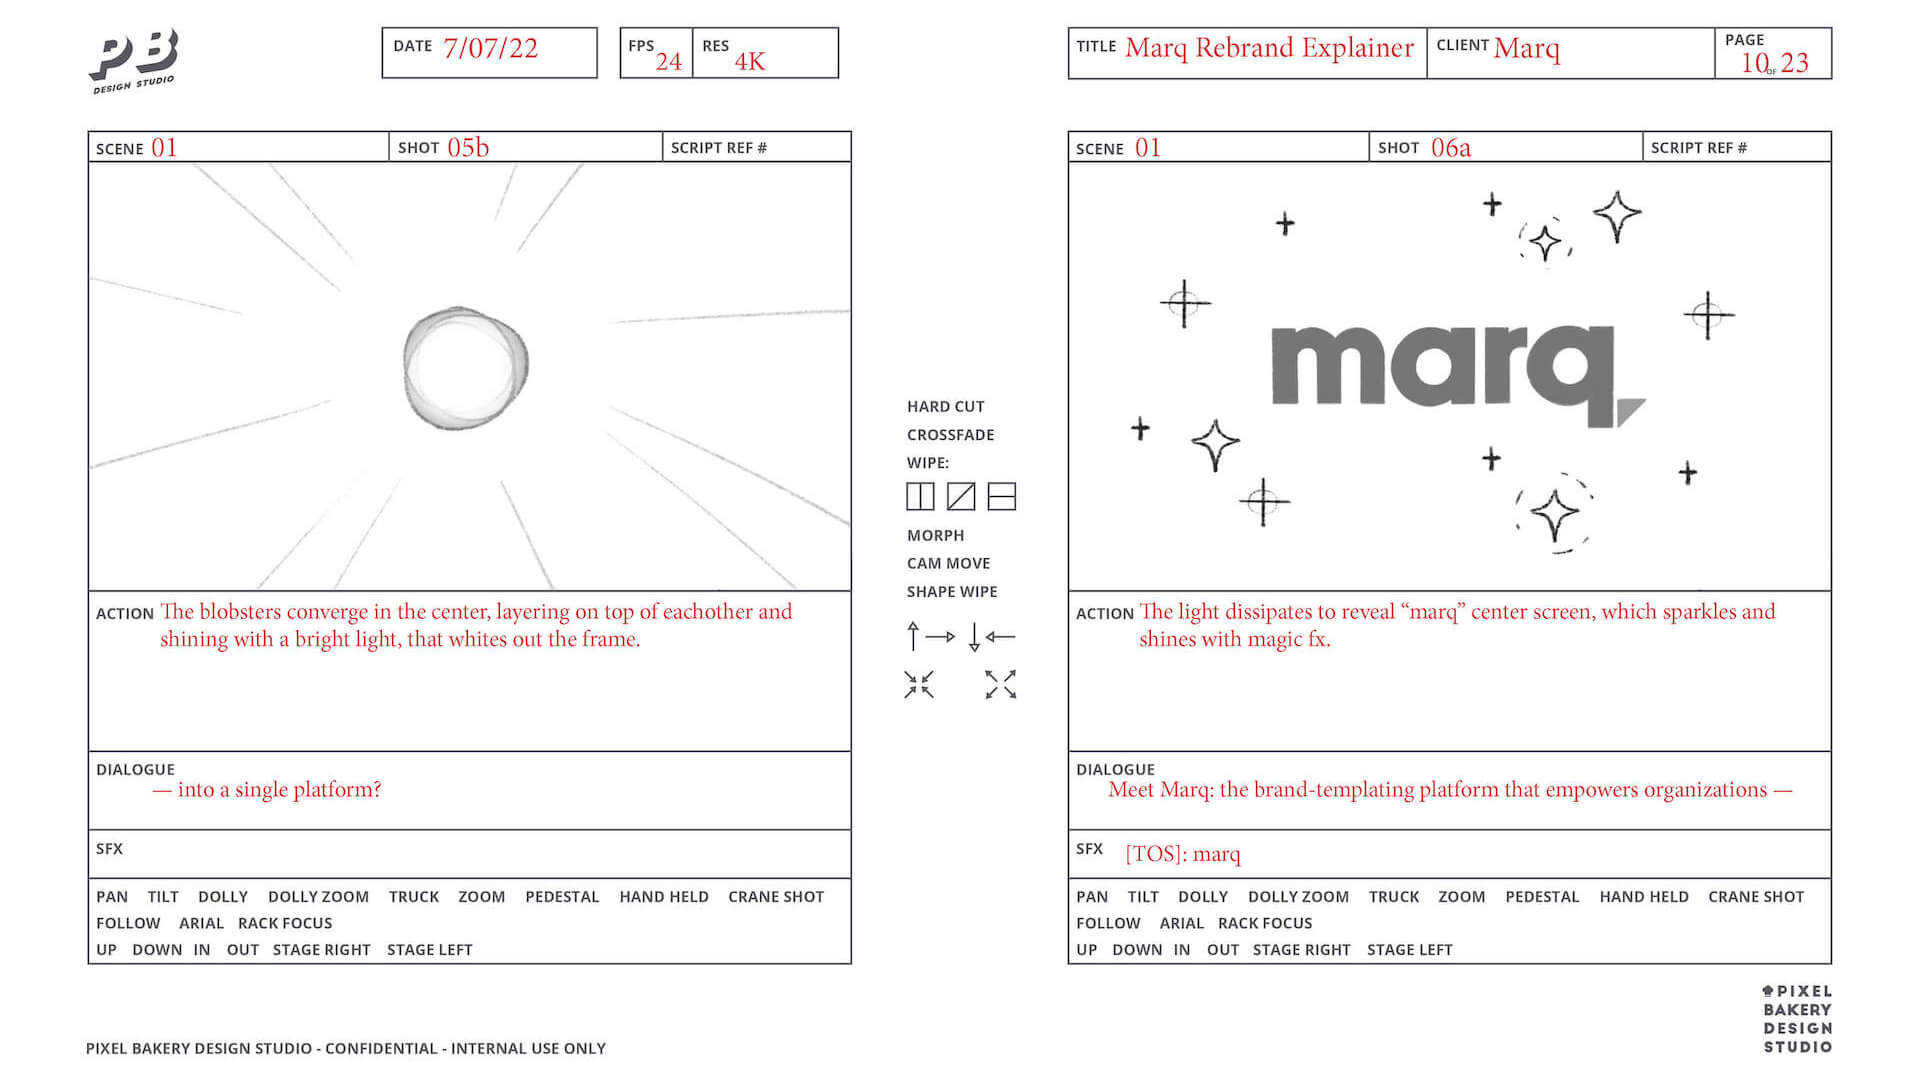 PB
DESIGN STUDIO
DATE 7/07/22
FPS 24 RES 4K
TITLE Marq Rebrand Explainer CLIENT Marq PAGE 10 OF 23
SCENE 01 SHOT 05b SCRIPT REF #
ACTION The blobsters converge in the center, layering on top of eachother and
shining with a bright light, that whites out the frame.
DIALOGUE
— into a single platform?
SFX
PAN TILT DOLLY DOLLY ZOOM TRUCK ZOOM PEDESTAL HAND HELD CRANE SHOT
FOLLOW ARIAL RACK FOCUS
UP DOWN IN OUT STAGE RIGHT STAGE LEFT
HARD CUT
CROSSFADE
WIPE:
MORPH
CAM MOVE
SHAPE WIPE
SCENE 01 SHOT 06a SCRIPT REF #
marq
ACTION The light dissipates to reveal “marq” center screen, which sparkles and
shines with magic fx.
DIALOGUE
Meet Marq: the brand-templating platform that empowers organizations —
SFX [TOS]: marq
PAN TILT DOLLY DOLLY ZOOM TRUCK ZOOM PEDESTAL HAND HELD CRANE SHOT
FOLLOW ARIAL RACK FOCUS
UP DOWN IN OUT STAGE RIGHT STAGE LEFT
PIXEL BAKERY DESIGN STUDIO - CONFIDENTIAL - INTERNAL USE ONLY
PIXEL
BAKERY
DESIGN
STUDIO